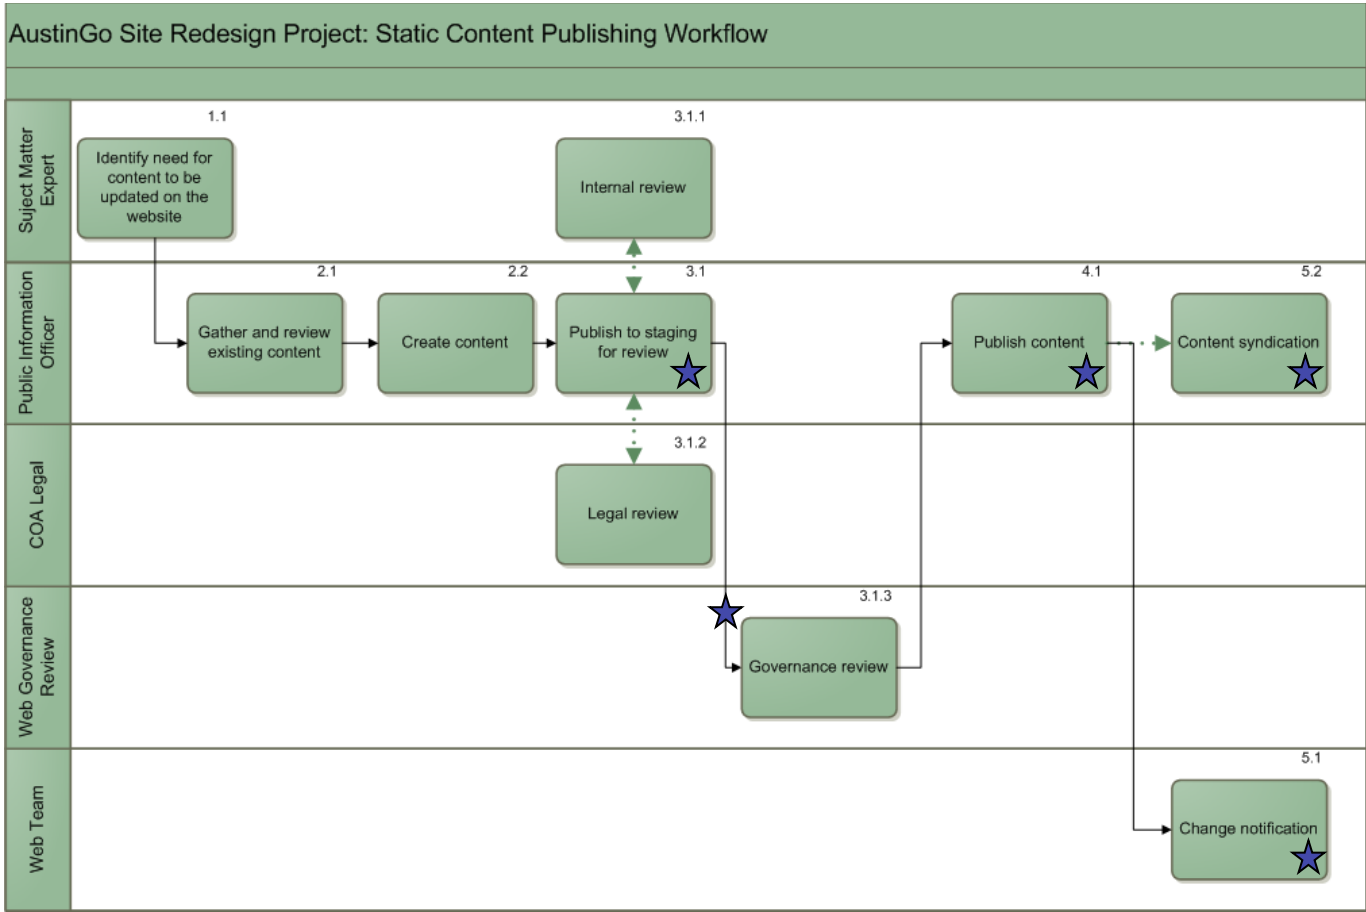 AustinGo Site Redesign Project: Static Content Publishing Workflow
Suject Matter
Expert
1.1
Identify need for
content to be
updated on the
website
3.1.1
Internal review
Public Information
Officer
2.1
Gather and review
existing content
2.2
Create content
3.1
Publish to staging
for review
4.1
Publish content
5.2
Content syndication
COA Legal
3.1.2
Legal review
Web Governance
Review
3.1.3
Governance review
Web Team
5.1
Change notification